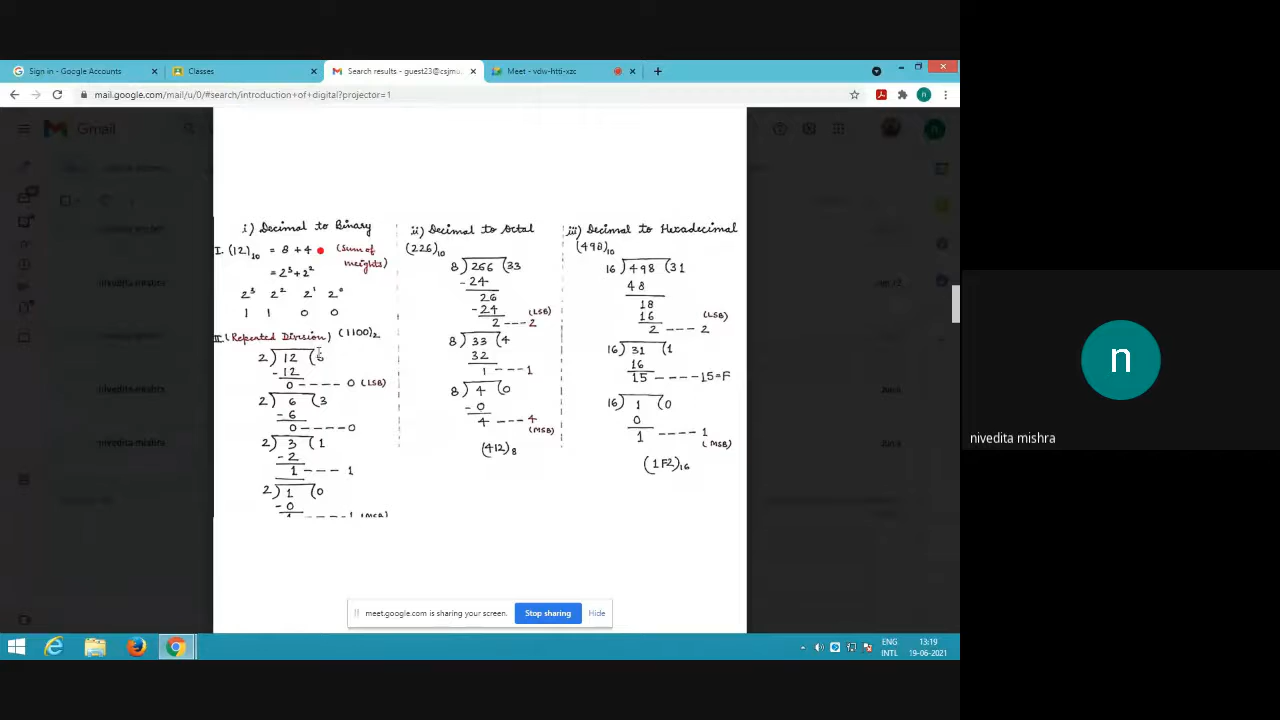 Sign in - Google Accounts
Classes
Search results - guest23@csjmu...
Meet - vdw-htti-xzc
mail.google.com/mail/u/0/#search/introduction+of+digital?projector=1
Gmail
i) Decimal to Binary
I. (12)10 = 8 + 4 (Sum of
weights)
= 2³+2²
2³ 2² 2¹ 2⁰
1 1 0 0
II. (Repeated Division) (1100)2
2) 12 (6
-12
0 ---- 0 (LSB)
2) 6 (3
-6
0 ---- 0
2) 3 (1
-2
1 ---- 1
2) 1 (0
-0
1 ---- 1 (MSB)
ii) Decimal to Octal
(226)10
8) 266 (33
-24
26
-24 (LSB)
2 --- 2
8) 33 (4
32
1 --- 1
8) 4 (0
-0
4 --- 4
(MSB)
(412)8
iii) Decimal to Hexadecimal
(498)10
16) 498 (31
48
18
16 (LSB)
2 --- 2
16) 31 (1
16
15 ---- 15=F
16) 1 (0
0
1 ---- 1
(MSB)
(1F2)16
meet.google.com is sharing your screen.
Stop sharing
Hide
ENG
INTL
13:19
19-06-2021
n
nivedita mishra